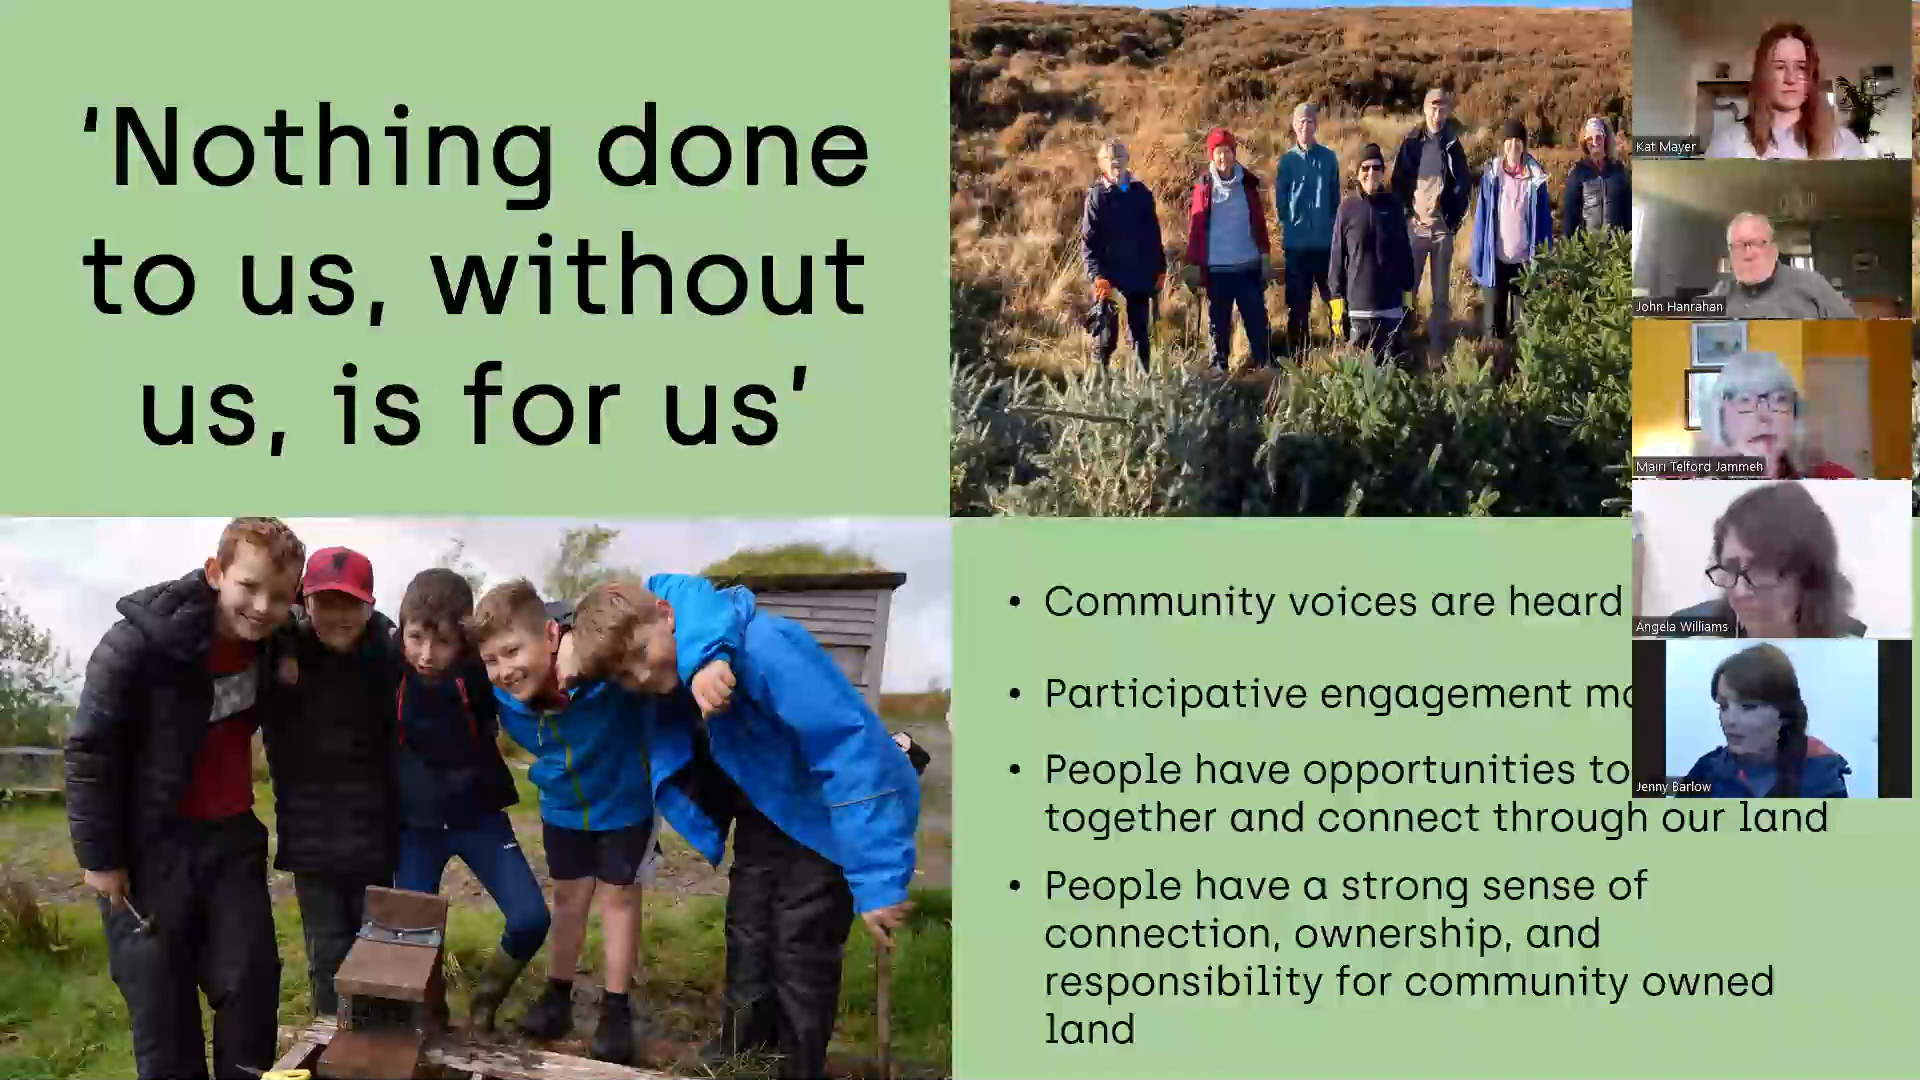 ‘Nothing done
to us, without
us, is for us’
• Community voices are heard
• Participative engagement
• People have opportunities to
together and connect through our land
• People have a strong sense of
connection, ownership, and
responsibility for community owned
land
Kat Mayer
John Hanrahan
Mairi Telford Jammeh
Angela Williams
Jenny Barlow